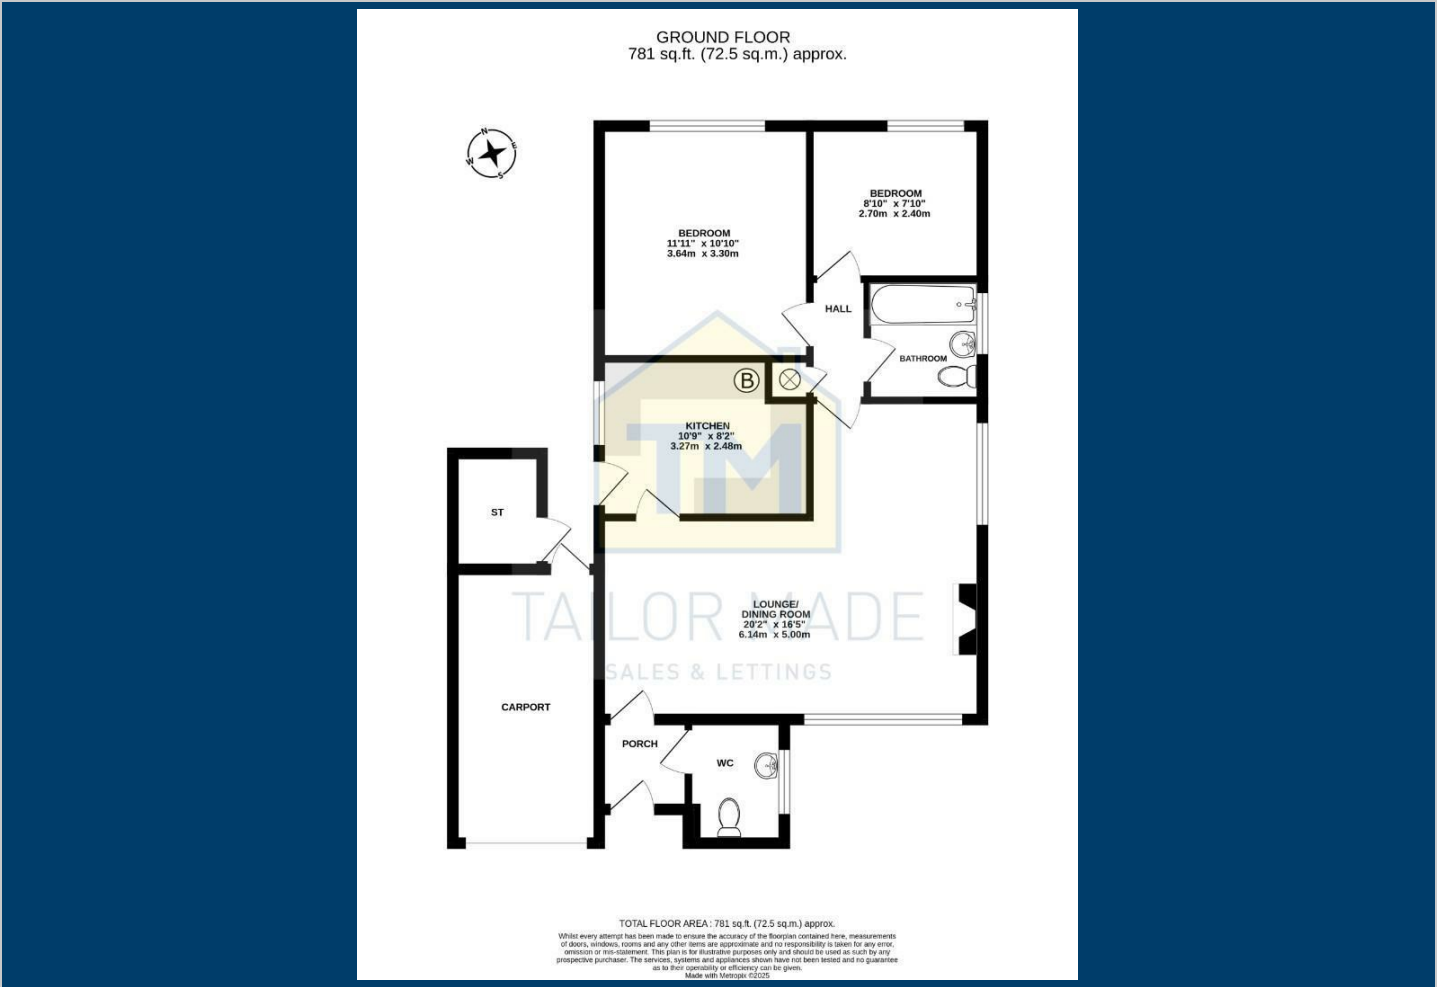 GROUND FLOOR
781 sq.ft. (72.5 sq.m.) approx.
N
E
W
S
BEDROOM
8'10" x 7'10"
2.70m x 2.40m
BEDROOM
11'11" x 10'10"
3.64m x 3.30m
HALL
BATHROOM
B
KITCHEN
10'9" x 8'2"
3.27m x 2.48m
TM
ST
LOUNGE/
DINING ROOM
20'2" x 16'5"
6.14m x 5.00m
TAILOR MADE
SALES & LETTINGS
CARPORT
PORCH
WC
TOTAL FLOOR AREA : 781 sq.ft. (72.5 sq.m.) approx.
Whilst every attempt has been made to ensure the accuracy of the floorplan contained here, measurements
of doors, windows, rooms and any other items are approximate and no responsibility is taken for any error,
omission or mis-statement. This plan is for illustrative purposes only and should be used as such by any
prospective purchaser. The services, systems and appliances shown have not been tested and no guarantee
as to their operability or efficiency can be given.
Made with Metropix ©2025